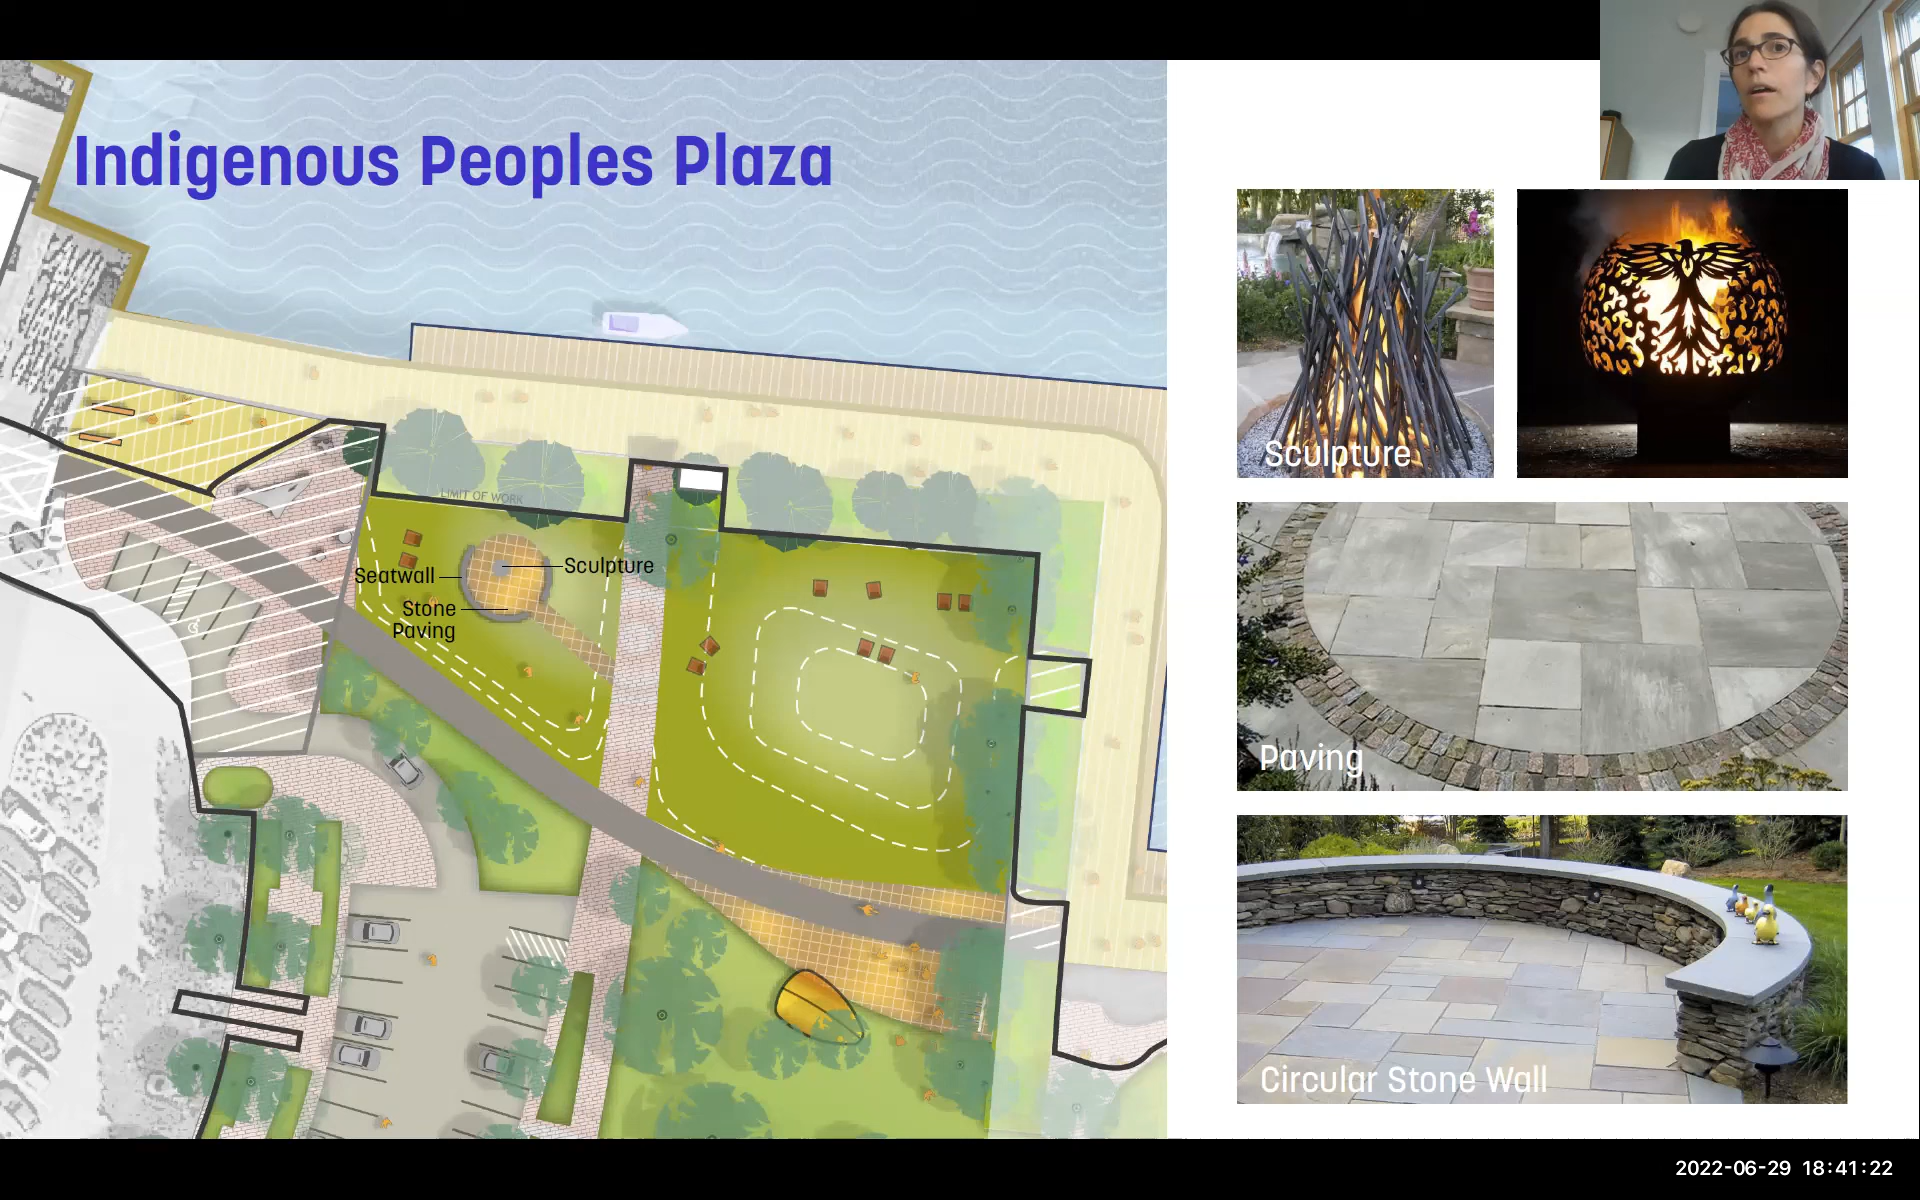 Indigenous Peoples Plaza
LIMIT OF WORK
Seatwall
Sculpture
Stone
Paving
Sculpture
Paving
Circular Stone Wall
2022-06-29 18:41:22